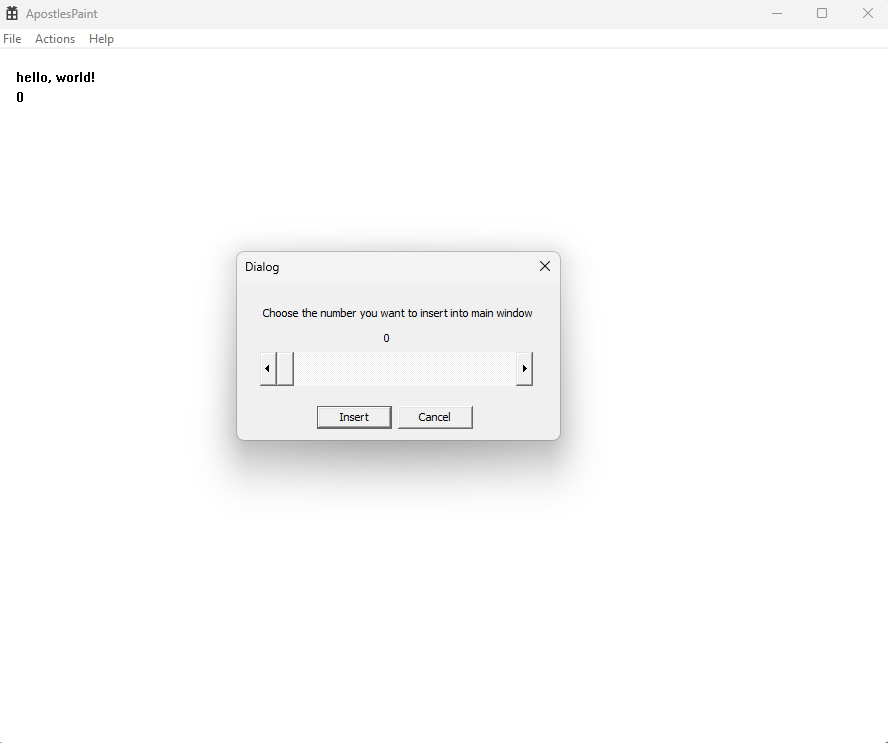 ApostlesPaint
File Actions Help
hello, world!
0
Dialog
Choose the number you want to insert into main window
0
Insert Cancel